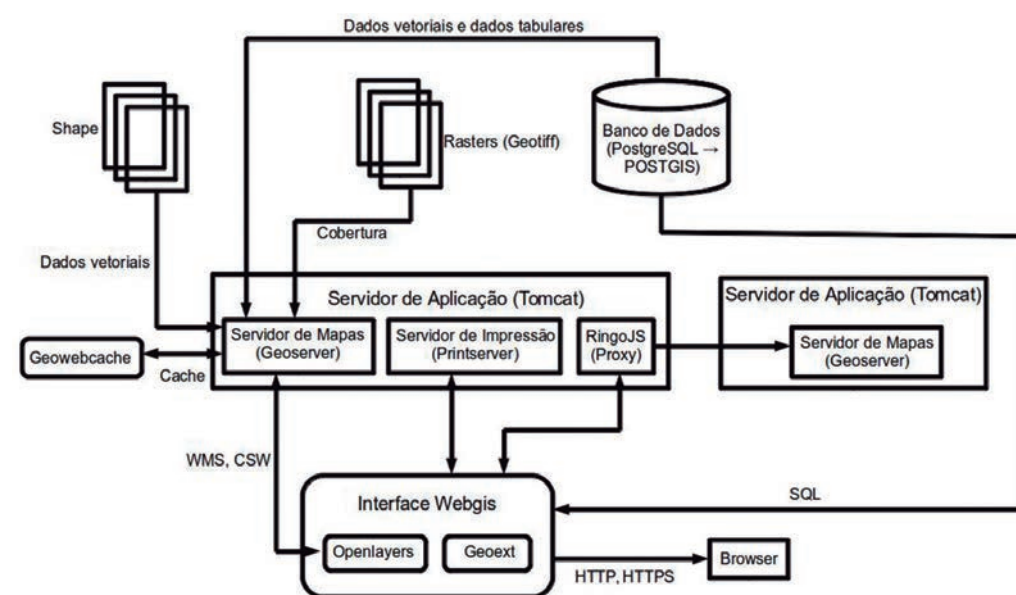 Dados vetoriais e dados tabulares
Shape
Rasters (Geotiff)
Banco de Dados
(PostgreSQL →
POSTGIS)
Cobertura
Dados vetoriais
Servidor de Aplicação (Tomcat)
Servidor de Mapas
(Geoserver)
Servidor de Impressão
(Printserver)
RingoJS
(Proxy)
Servidor de Aplicação (Tomcat)
Servidor de Mapas
(Geoserver)
Geowebcache
Cache
WMS, CSW
Interface Webgis
Openlayers
Geoext
SQL
HTTP, HTTPS
Browser